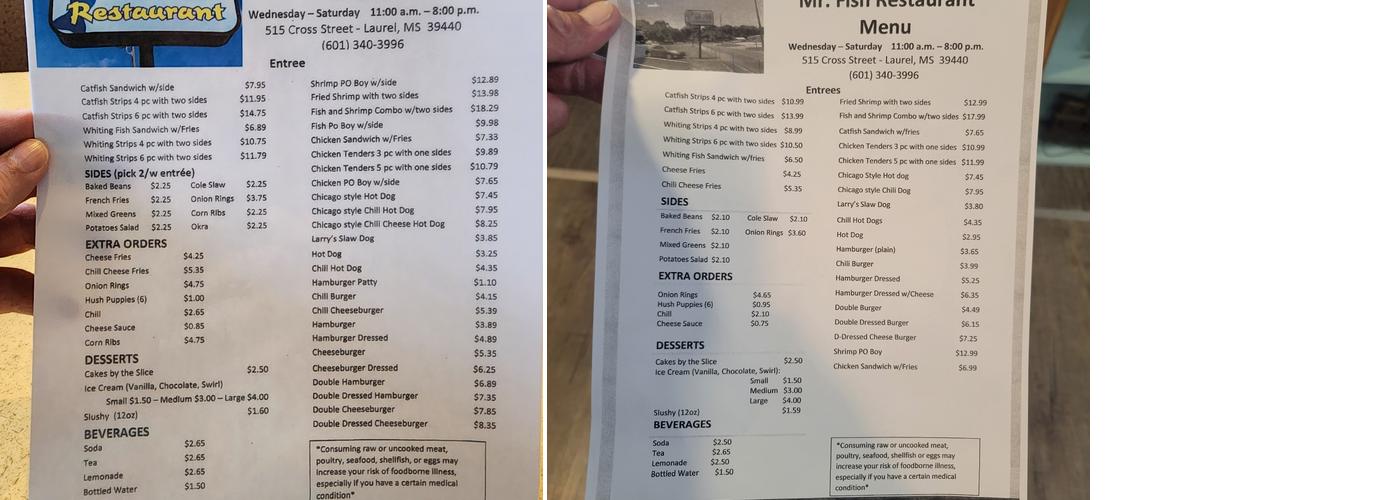 Restaurant
Wednesday – Saturday 11:00 a.m. – 8:00 p.m.
515 Cross Street - Laurel, MS 39440
(601) 340-3996
Entree
Catfish Sandwich w/side $7.95
Catfish Strips 4 pc with two sides $11.95
Catfish Strips 6 pc with two sides $14.75
Whiting Fish Sandwich w/Fries $6.89
Whiting Strips 4 pc with two sides $10.75
Whiting Strips 6 pc with two sides $11.79
SIDES (pick 2/w entrée)
Baked Beans $2.25 Cole Slaw $2.25
French Fries $2.25 Onion Rings $3.75
Mixed Greens $2.25 Corn Ribs $2.25
Potatoes Salad $2.25 Okra $2.25
EXTRA ORDERS
Cheese Fries $4.25
Chili Cheese Fries $5.35
Onion Rings $4.75
Hush Puppies (6) $1.00
Chili $2.65
Cheese Sauce $0.85
Corn Ribs $4.75
DESSERTS
Cakes by the Slice $2.50
Ice Cream (Vanilla, Chocolate, Swirl)
Small $1.50 – Medium $3.00 – Large $4.00
Slushy (12oz) $1.60
BEVERAGES
Soda $2.65
Tea $2.65
Lemonade $2.65
Bottled Water $1.50
Shrimp PO Boy w/side $12.89
Fried Shrimp with two sides $13.98
Fish and Shrimp Combo w/two sides $18.29
Fish Po Boy w/side $9.98
Chicken Sandwich w/Fries $7.33
Chicken Tenders 3 pc with one sides $9.89
Chicken Tenders 5 pc with one sides $10.79
Chicken PO Boy w/side $7.65
Chicago style Hot Dog $7.45
Chicago style Chili Hot Dog $7.95
Chicago style Chili Cheese Hot Dog $8.25
Larry's Slaw Dog $3.85
Hot Dog $3.25
Chili Hot Dog $4.35
Hamburger Patty $1.10
Chili Burger $4.15
Chili Cheeseburger $5.39
Hamburger $3.89
Hamburger Dressed $4.89
Cheeseburger $5.35
Cheeseburger Dressed $6.25
Double Hamburger $6.89
Double Dressed Hamburger $7.35
Double Cheeseburger $7.85
Double Dressed Cheeseburger $8.35
*Consuming raw or uncooked meat,
poultry, seafood, shellfish, or eggs may
increase your risk of foodborne illness,
especially if you have a certain medical
condition*
Mr. Fish Restaurant
Menu
Wednesday – Saturday 11:00 a.m. – 8:00 p.m.
515 Cross Street - Laurel, MS 39440
(601) 340-3996
Entrees
Catfish Strips 4 pc with two sides $10.99
Catfish Strips 6 pc with two sides $13.99
Whiting Strips 4 pc with two sides $8.99
Whiting Strips 6 pc with two sides $10.50
Whiting Fish Sandwich w/fries $6.50
Cheese Fries $4.25
Chili Cheese Fries $5.35
SIDES
Baked Beans $2.10 Cole Slaw $2.10
French Fries $2.10 Onion Rings $3.60
Mixed Greens $2.10
Potatoes Salad $2.10
EXTRA ORDERS
Onion Rings $4.65
Hush Puppies (6) $0.95
Chili $2.10
Cheese Sauce $0.75
DESSERTS
Cakes by the Slice $2.50
Ice Cream (Vanilla, Chocolate, Swirl):
Small $1.50
Medium $3.00
Large $4.00
Slushy (12oz) $1.59
BEVERAGES
Soda $2.50
Tea $2.65
Lemonade $2.50
Bottled Water $1.50
Fried Shrimp with two sides $12.99
Fish and Shrimp Combo w/two sides $17.99
Catfish Sandwich w/fries $7.65
Chicken Tenders 3 pc with one sides $10.99
Chicken Tenders 5 pc with one sides $11.99
Chicago Style Hot dog $7.45
Chicago style Chili Dog $7.95
Larry's Slaw Dog $3.80
Chili Hot Dogs $4.35
Hot Dog $2.95
Hamburger (plain) $3.65
Chili Burger $3.99
Hamburger Dressed $5.25
Hamburger Dressed w/Cheese $6.35
Double Burger $4.49
Double Dressed Burger $6.15
D-Dressed Cheese Burger $7.25
Shrimp PO Boy $12.99
Chicken Sandwich w/Fries $6.99
*Consuming raw or uncooked meat,
poultry, seafood, shellfish, or eggs may
increase your risk of foodborne illness,
especially if you have a certain medical
condition*